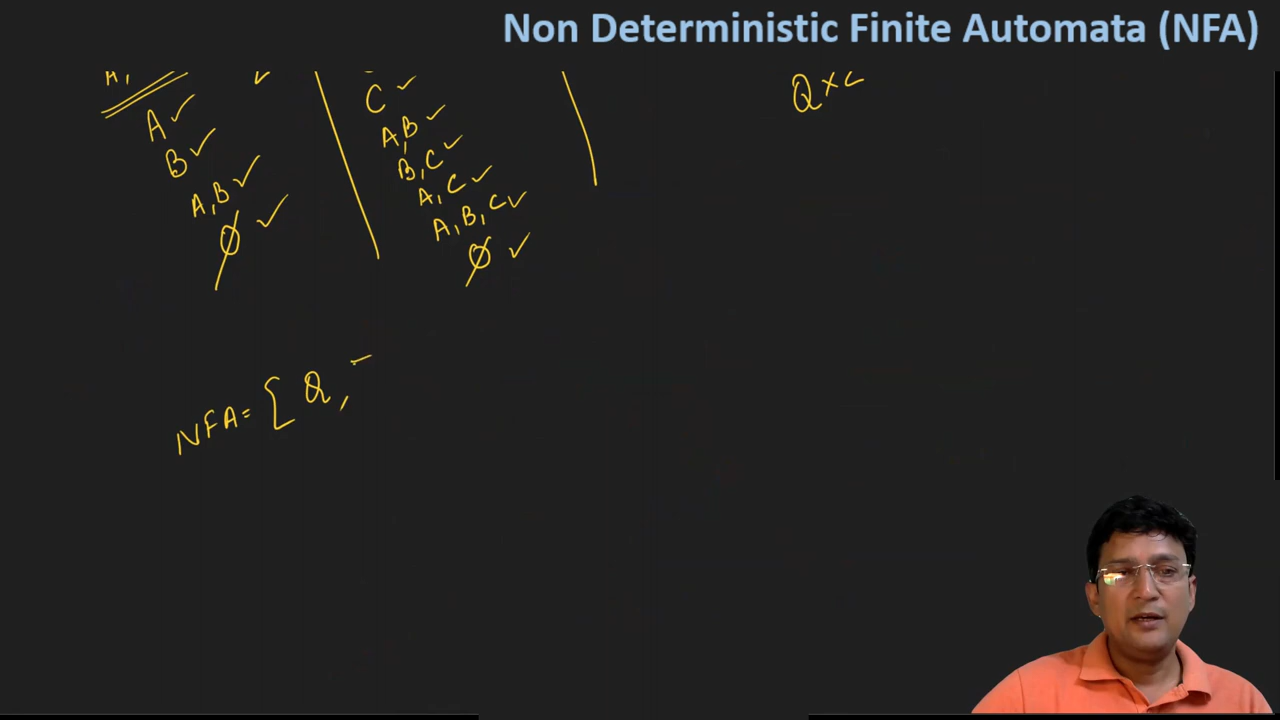 Non Deterministic Finite Automata (NFA)
A,
A ✓
B ✓
A,B ✓
Ø ✓
C ✓
A,B ✓
B,C ✓
A,C ✓
A,B,C ✓
Ø ✓
Q ×
NFA = { Q,